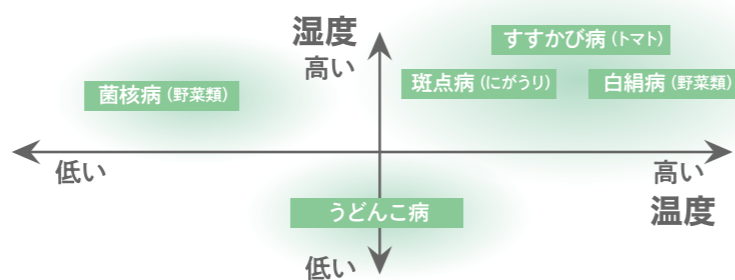 湿度
高い
すすかび病(トマト)
斑点病(にがうり)
白絹病(野菜類)
菌核病(野菜類)
低い
高い
温度
うどんこ病
低い